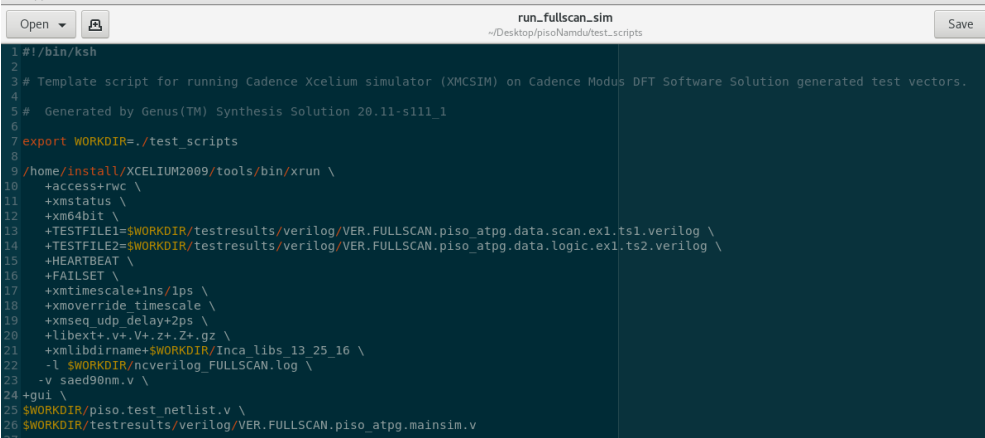 Open
run_fullscan_sim
~/Desktop/pisoNamdu/test_scripts
Save
1 #!/bin/ksh
2
3 # Template script for running Cadence Xcelium simulator (XMCSIM) on Cadence Modus DFT Software Solution generated test vectors.
4
5 #  Generated by Genus(TM) Synthesis Solution 20.11-s111_1
6
7 export WORKDIR=./test_scripts
8
9 /home/install/XCELIUM2009/tools/bin/xrun \
10    +access+rwc \
11    +xmstatus \
12    +xm64bit \
13    +TESTFILE1=$WORKDIR/testresults/verilog/VER.FULLSCAN.piso_atpg.data.scan.ex1.ts1.verilog \
14    +TESTFILE2=$WORKDIR/testresults/verilog/VER.FULLSCAN.piso_atpg.data.logic.ex1.ts2.verilog \
15    +HEARTBEAT \
16    +FAILSET \
17    +xmtimescale+1ns/1ps \
18    +xmoverride_timescale \
19    +xmseq_udp_delay+2ps \
20    +libext+.v+.V+.z+.Z+.gz \
21    +xmlibdirname+$WORKDIR/Inca_libs_13_25_16 \
22    -l $WORKDIR/ncverilog_FULLSCAN.log \
23   -v saed90nm.v \
24 +gui \
25 $WORKDIR/piso.test_netlist.v \
26 $WORKDIR/testresults/verilog/VER.FULLSCAN.piso_atpg.mainsim.v